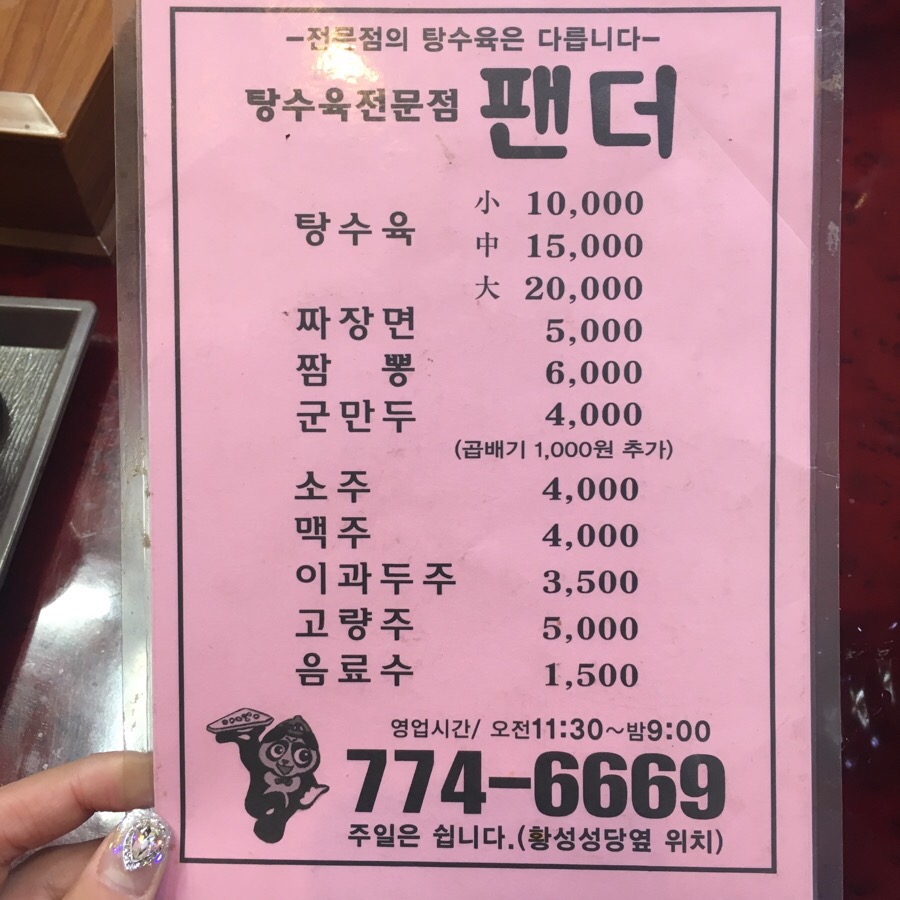 -전문점의 탕수육은 다릅니다-
탕수육전문점 팬더
탕수육 小 10,000
中 15,000
大 20,000
짜장면 5,000
짬 뽕 6,000
군만두 4,000
(곱배기 1,000원 추가)
소주 4,000
맥주 4,000
이과두주 3,500
고량주 5,000
음료수 1,500
영업시간/ 오전11:30~밤9:00
774-6669
주일은 쉽니다.(황성성당옆 위치)